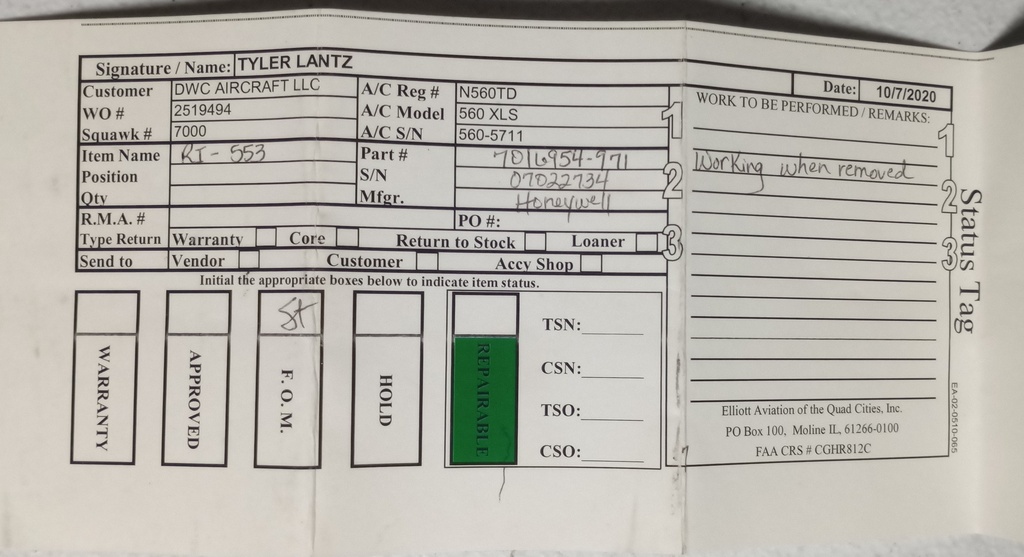 Signature / Name: TYLER LANTZ
Date: 10/7/2020
Customer DWC AIRCRAFT LLC A/C Reg # N560TD
WO # 2519494 A/C Model 560 XLS
Squawk # 7000 A/C S/N 560-5711
Item Name RI-553 Part # 7016954-971
Position S/N 07022734
Qty Mfgr. Honeywell
R.M.A. # PO #:
Type Return Warranty Core Return to Stock Loaner
Send to Vendor Customer Accy Shop
1
2
3
Initial the appropriate boxes below to indicate item status.
WARRANTY
APPROVED
F. O. M.
HOLD
REPAIRABLE
TSN:
CSN:
TSO:
CSO:
WORK TO BE PERFORMED / REMARKS:
Working when removed
1
2
3
Elliott Aviation of the Quad Cities, Inc.
PO Box 100, Moline IL, 61266-0100
FAA CRS # CGHR812C
Status Tag
EA-02-0510-065